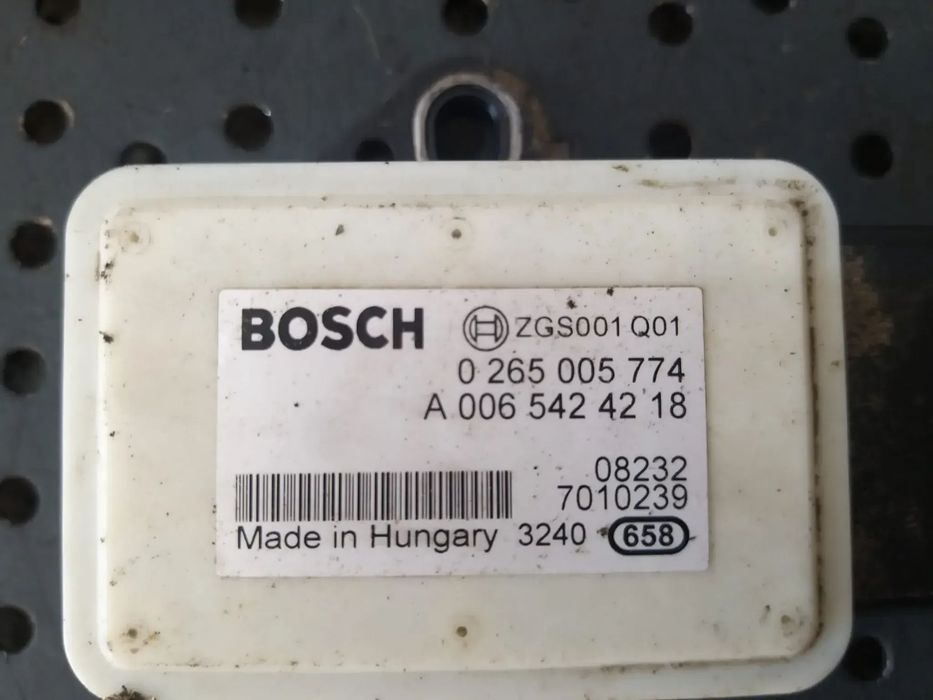 BOSCH ZGS001 Q01
0 265 005 774
A 006 542 42 18
08232
7010239
Made in Hungary 3240 658